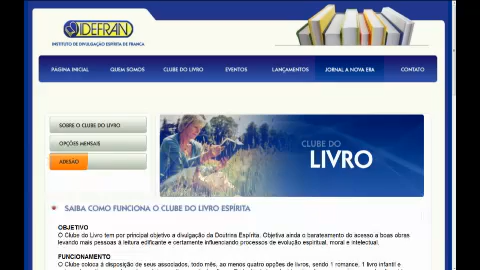 IDEFRAN
INSTITUTO DE DIVULGAÇÃO ESPÍRITA DE FRANCA
PÁGINA INICIAL QUEM SOMOS CLUBE DO LIVRO EVENTOS LANÇAMENTOS JORNAL A NOVA ERA CONTATO
SOBRE O CLUBE DO LIVRO
OPÇÕES MENSAIS
ADESÃO
CLUBE DO
LIVRO
SAIBA COMO FUNCIONA O CLUBE DO LIVRO ESPÍRITA
OBJETIVO
O Clube do Livro tem por principal objetivo a divulgação da Doutrina Espírita. Objetiva ainda o barateamento do acesso a boas obras
levando mais pessoas à leitura edificante e certamente influenciando processos de evolução espiritual, moral e intelectual.
FUNCIONAMENTO
O Clube coloca à disposição de seus associados, todo mês, ao menos quatro opções de livros, sendo 1 romance, 1 livro infantil e